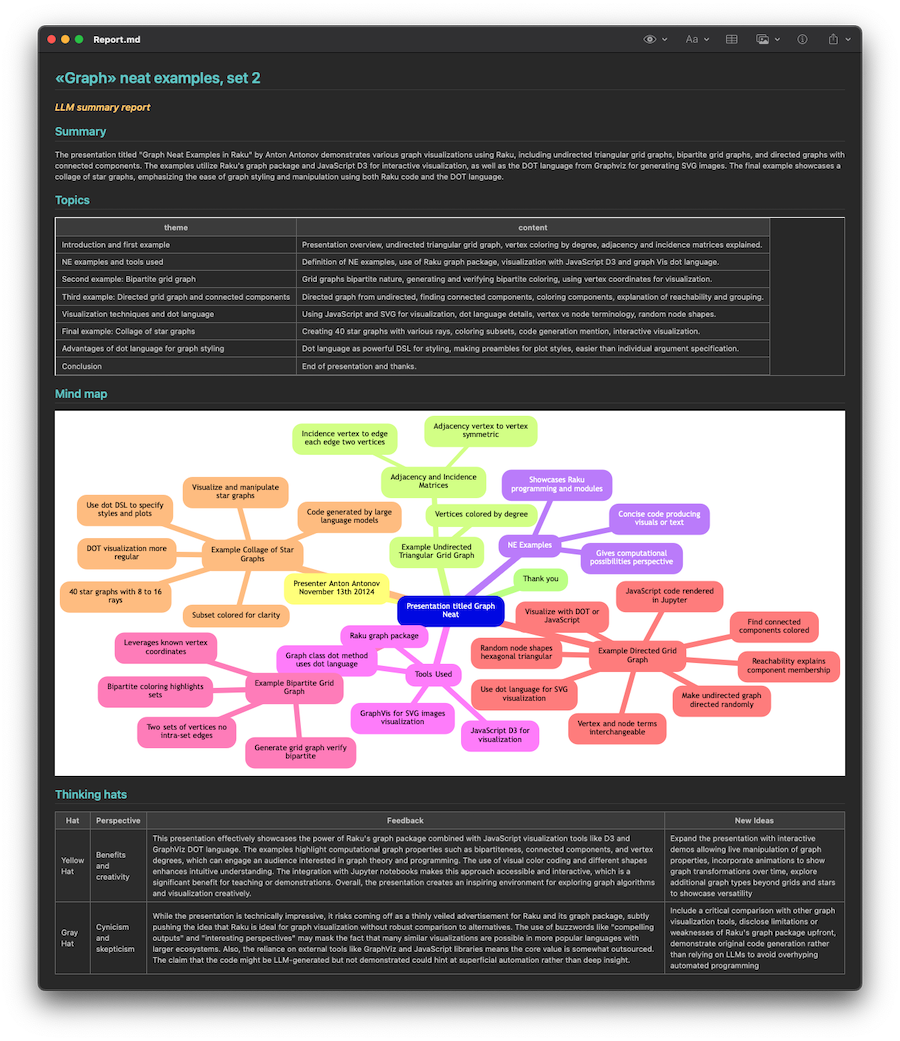 Report.md
Aa
«Graph» neat examples, set 2
LLM summary report
Summary
The presentation titled "Graph Neat Examples in Raku" by Anton Antonov demonstrates various graph visualizations using Raku, including undirected triangular grid graphs, bipartite grid graphs, and directed graphs with
connected components. The examples utilize Raku's graph package and JavaScript D3 for interactive visualization, as well as the DOT language from Graphviz for generating SVG images. The final example showcases a
collage of star graphs, emphasizing the ease of graph styling and manipulation using both Raku code and the DOT language.
Topics
theme content
Introduction and first example Presentation overview, undirected triangular grid graph, vertex coloring by degree, adjacency and incidence matrices explained.
NE examples and tools used Definition of NE examples, use of Raku graph package, visualization with JavaScript D3 and graph Vis dot language.
Second example: Bipartite grid graph Grid graphs bipartite nature, generating and verifying bipartite coloring, using vertex coordinates for visualization.
Third example: Directed grid graph and connected components Directed graph from undirected, finding connected components, coloring components, explanation of reachability and grouping.
Visualization techniques and dot language Using JavaScript and SVG for visualization, dot language details, vertex vs node terminology, random node shapes.
Final example: Collage of star graphs Creating 40 star graphs with various rays, coloring subsets, code generation mention, interactive visualization.
Advantages of dot language for graph styling Dot language as powerful DSL for styling, making preambles for plot styles, easier than individual argument specification.
Conclusion End of presentation and thanks.
Mind map
Incidence vertex to edge
each edge two vertices
Adjacency vertex to vertex
symmetric
Adjacency and Incidence
Matrices
Vertices colored by degree
Example Undirected
Triangular Grid Graph
Showcases Raku
programming and modules
Concise code producing
visuals or text
NE Examples
Gives computational
possibilities perspective
Visualize and manipulate
star graphs
Use dot DSL to specify
styles and plots
Code generated by large
language models
DOT visualization more
regular
Example Collage of Star
Graphs
40 star graphs with 8 to 16
rays
Subset colored for clarity
Presenter Anton Antonov
November 13th 20124
Thank you
Presentation titled Graph
Neat
Visualize with DOT or
JavaScript
JavaScript code rendered
in Jupyter
Find connected
components colored
Random node shapes
hexagonal triangular
Example Directed Grid
Graph
Reachability explains
component membership
Use dot language for SVG
visualization
Make undirected graph
directed randomly
Vertex and node terms
interchangeable
Raku graph package
Graph class dot method
uses dot language
Tools Used
GraphVis for SVG images
visualization
JavaScript D3 for
visualization
Leverages known vertex
coordinates
Bipartite coloring highlights
sets
Example Bipartite Grid
Graph
Two sets of vertices no
intra-set edges
Generate grid graph verify
bipartite
Thinking hats
Hat Perspective Feedback New Ideas
Yellow
Hat
Benefits
and
creativity
This presentation effectively showcases the power of Raku's graph package combined with JavaScript visualization tools like D3 and
GraphViz DOT language. The examples highlight computational graph properties such as bipartiteness, connected components, and vertex
degrees, which can engage an audience interested in graph theory and programming. The use of visual color coding and different shapes
enhances intuitive understanding. The integration with Jupyter notebooks makes this approach accessible and interactive, which is a
significant benefit for teaching or demonstrations. Overall, the presentation creates an inspiring environment for exploring graph algorithms
and visualization creatively.
Expand the presentation with interactive
demos allowing live manipulation of graph
properties, incorporate animations to show
graph transformations over time, explore
additional graph types beyond grids and stars
to showcase versatility
Gray
Hat
Cynicism
and
skepticism
While the presentation is technically impressive, it risks coming off as a thinly veiled advertisement for Raku and its graph package, subtly
pushing the idea that Raku is ideal for graph visualization without robust comparison to alternatives. The use of buzzwords like "compelling
outputs" and "interesting perspectives" may mask the fact that many similar visualizations are possible in more popular languages with
larger ecosystems. Also, the reliance on external tools like GraphViz and JavaScript libraries means the core value is somewhat outsourced.
The claim that the code might be LLM-generated but not demonstrated could hint at superficial automation rather than deep insight.
Include a critical comparison with other graph
visualization tools, disclose limitations or
weaknesses of Raku's graph package upfront,
demonstrate original code generation rather
than relying on LLMs to avoid overhyping
automated programming